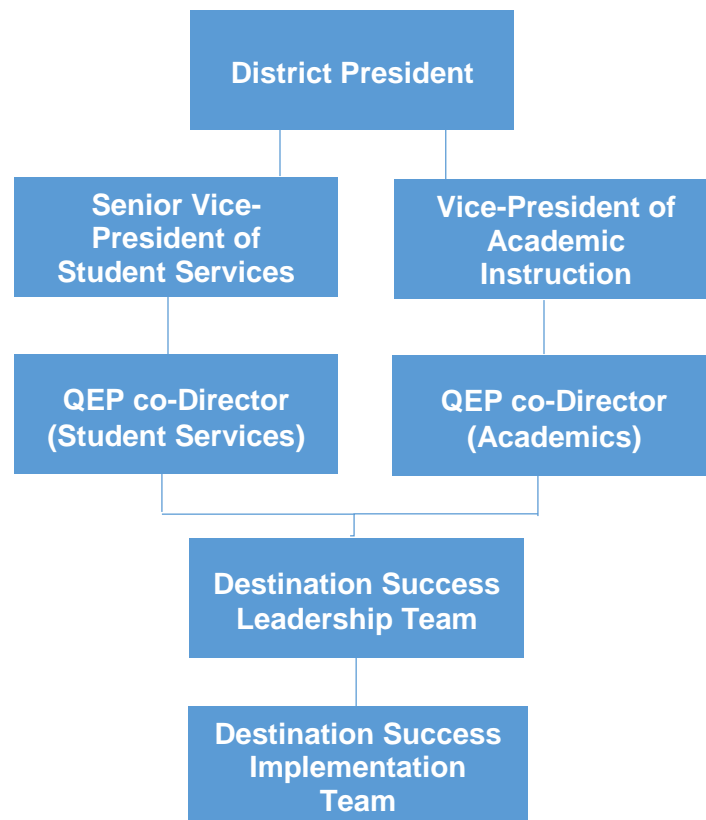 District President
Senior Vice-
President of
Student Services
Vice-President of
Academic
Instruction
QEP co-Director
(Student Services)
QEP co-Director
(Academics)
Destination Success
Leadership Team
Destination Success
Implementation
Team